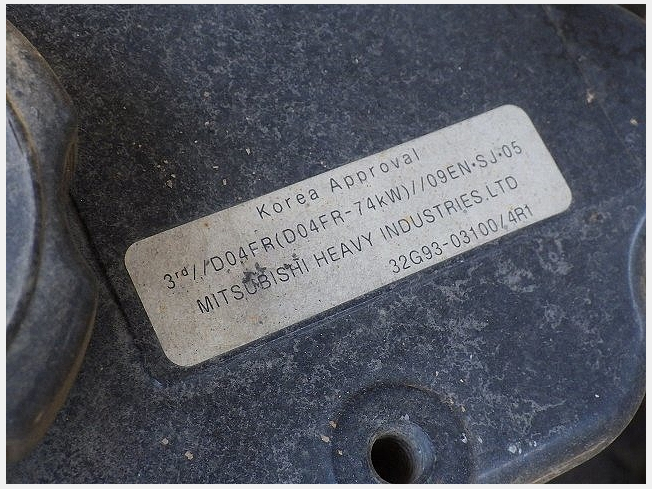 Korea Approval
3rd//D04FR(D04FR-74kW)//09EN·SJ·05
MITSUBISHI HEAVY INDUSTRIES.LTD
32G93-03100/4R1